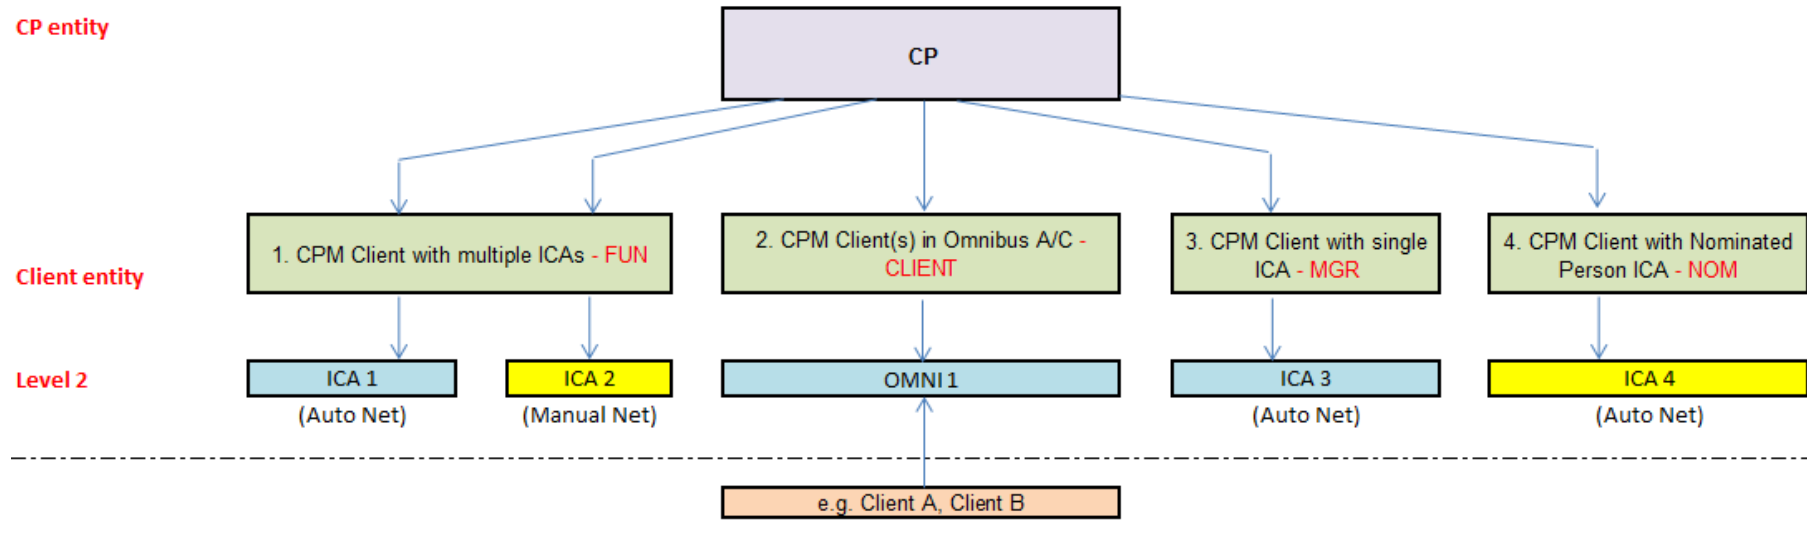 CP entity
CP
1. CPM Client with multiple ICAs - FUN
2. CPM Client(s) in Omnibus A/C -
CLIENT
3. CPM Client with single
ICA - MGR
4. CPM Client with Nominated
Person ICA - NOM
Client entity
Level 2
ICA 1
ICA 2
OMNI 1
ICA 3
ICA 4
(Auto Net)
(Manual Net)
(Auto Net)
(Auto Net)
e.g. Client A, Client B